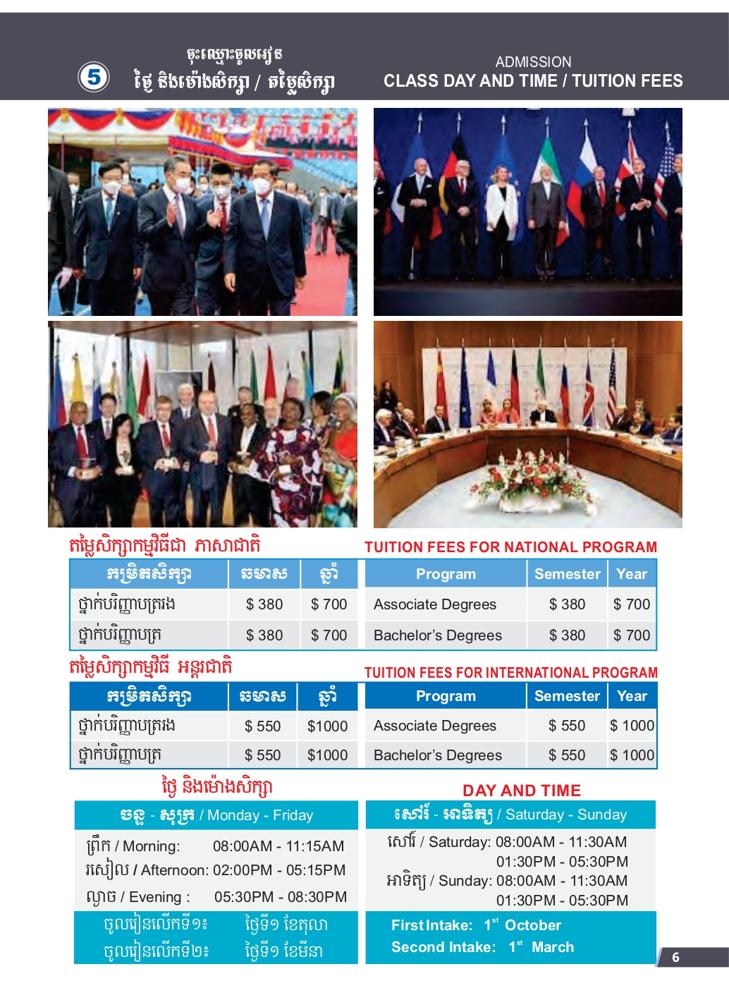 5
ចុះឈ្មោះចូលរៀន
ថ្ងៃ និងម៉ោងសិក្សា / តម្លៃសិក្សា
ADMISSION
CLASS DAY AND TIME / TUITION FEES
តម្លៃសិក្សាកម្មវិធីជា ភាសាជាតិ
កម្រិតសិក្សា ឆមាស ឆ្នាំ
ថ្នាក់បរិញ្ញាបត្ររង $ 380 $ 700
ថ្នាក់បរិញ្ញាបត្រ $ 380 $ 700
TUITION FEES FOR NATIONAL PROGRAM
Program Semester Year
Associate Degrees $ 380 $ 700
Bachelor’s Degrees $ 380 $ 700
តម្លៃសិក្សាកម្មវិធី អន្តរជាតិ
កម្រិតសិក្សា ឆមាស ឆ្នាំ
ថ្នាក់បរិញ្ញាបត្ររង $ 550 $1000
ថ្នាក់បរិញ្ញាបត្រ $ 550 $1000
TUITION FEES FOR INTERNATIONAL PROGRAM
Program Semester Year
Associate Degrees $ 550 $ 1000
Bachelor’s Degrees $ 550 $ 1000
ថ្ងៃ និងម៉ោងសិក្សា
ចន្ទ - សុក្រ / Monday - Friday
ព្រឹក / Morning: 08:00AM - 11:15AM
រសៀល / Afternoon: 02:00PM - 05:15PM
ល្ងាច / Evening : 05:30PM - 08:30PM
ចូលរៀនលើកទី១៖ ថ្ងៃទី១ ខែតុលា
ចូលរៀនលើកទី២៖ ថ្ងៃទី១ ខែមីនា
DAY AND TIME
សៅរ៍ - អាទិត្យ / Saturday - Sunday
សៅរ៍ / Saturday: 08:00AM - 11:30AM
01:30PM - 05:30PM
អាទិត្យ / Sunday: 08:00AM - 11:30AM
01:30PM - 05:30PM
First Intake: 1st October
Second Intake: 1st March
6